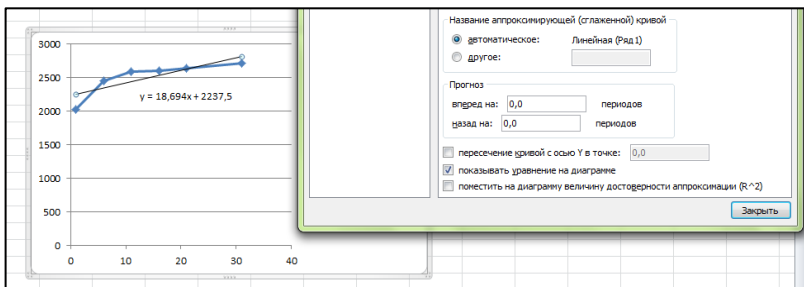 3000
2500
2000
1500
1000
500
0
0 10 20 30 40
y = 18,694x + 2237,5
Название аппроксимирующей (сглаженной) кривой
автоматическое: Линейная (Ряд1)
другое:
Прогноз
вперед на: 0,0 периодов
назад на: 0,0 периодов
пересечение кривой с осью Y в точке: 0,0
показывать уравнение на диаграмме
поместить на диаграмму величину достоверности аппроксимации (R^2)
Закрыть